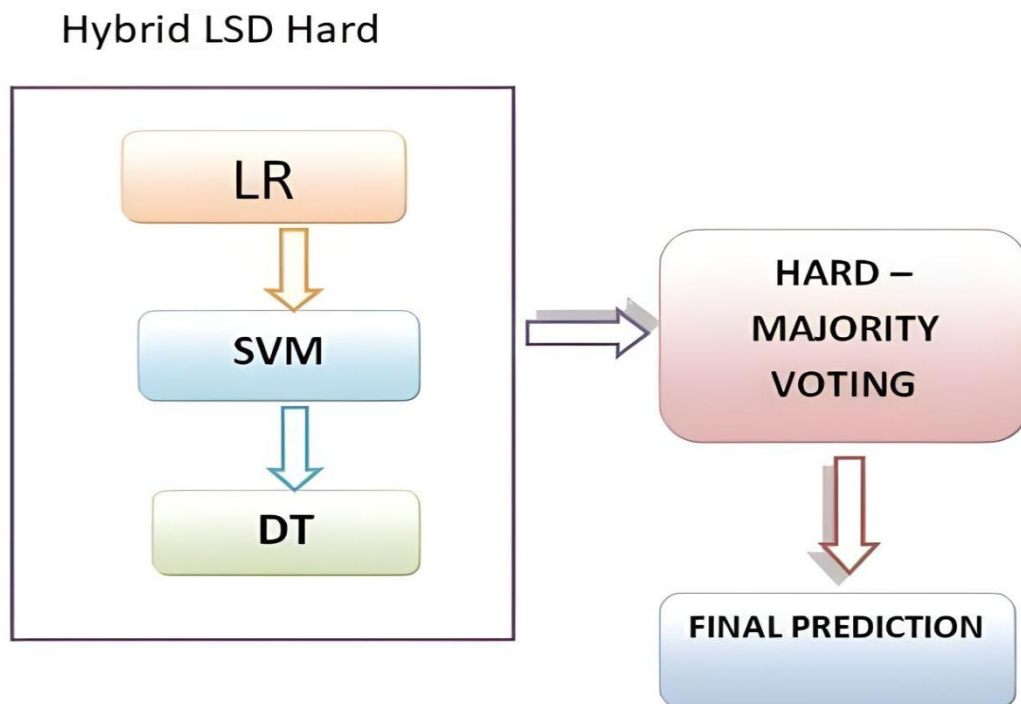 Hybrid LSD Hard
LR
SVM
DT
HARD –
MAJORITY
VOTING
FINAL PREDICTION